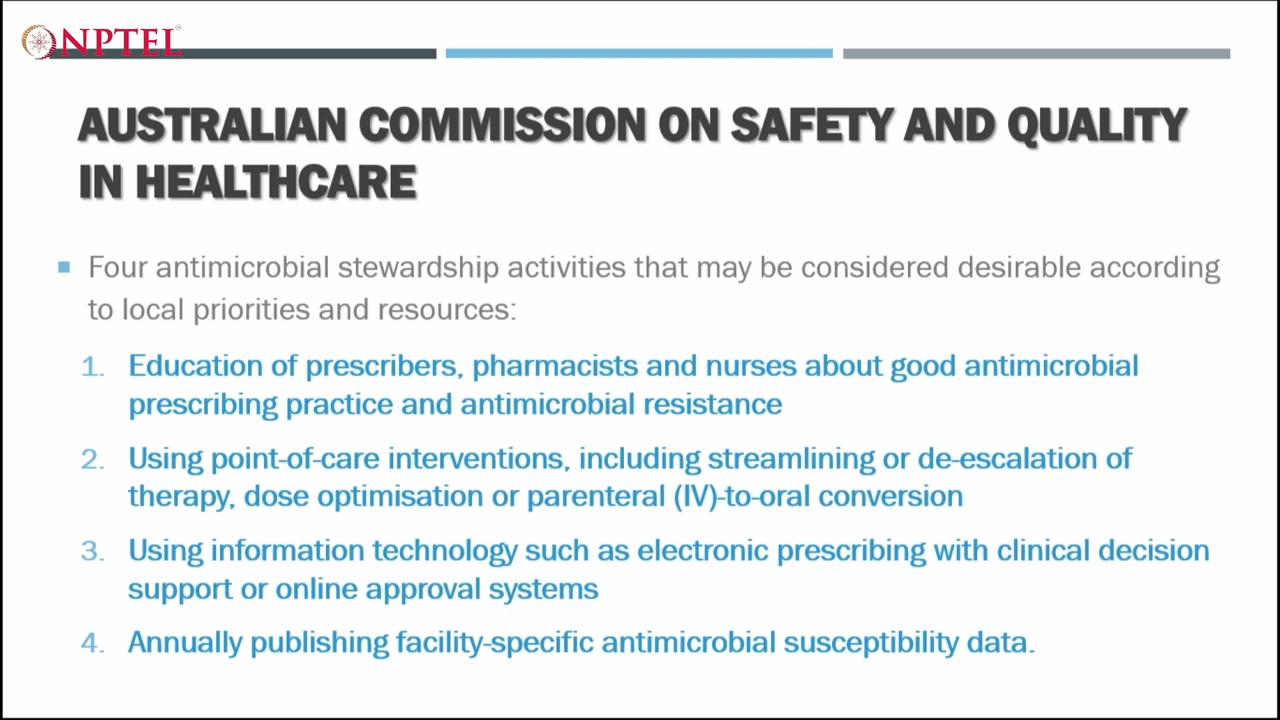 NPTEL
AUSTRALIAN COMMISSION ON SAFETY AND QUALITY
IN HEALTHCARE
Four antimicrobial stewardship activities that may be considered desirable according
to local priorities and resources:
1. Education of prescribers, pharmacists and nurses about good antimicrobial
prescribing practice and antimicrobial resistance
2. Using point-of-care interventions, including streamlining or de-escalation of
therapy, dose optimisation or parenteral (IV)-to-oral conversion
3. Using information technology such as electronic prescribing with clinical decision
support or online approval systems
4. Annually publishing facility-specific antimicrobial susceptibility data.